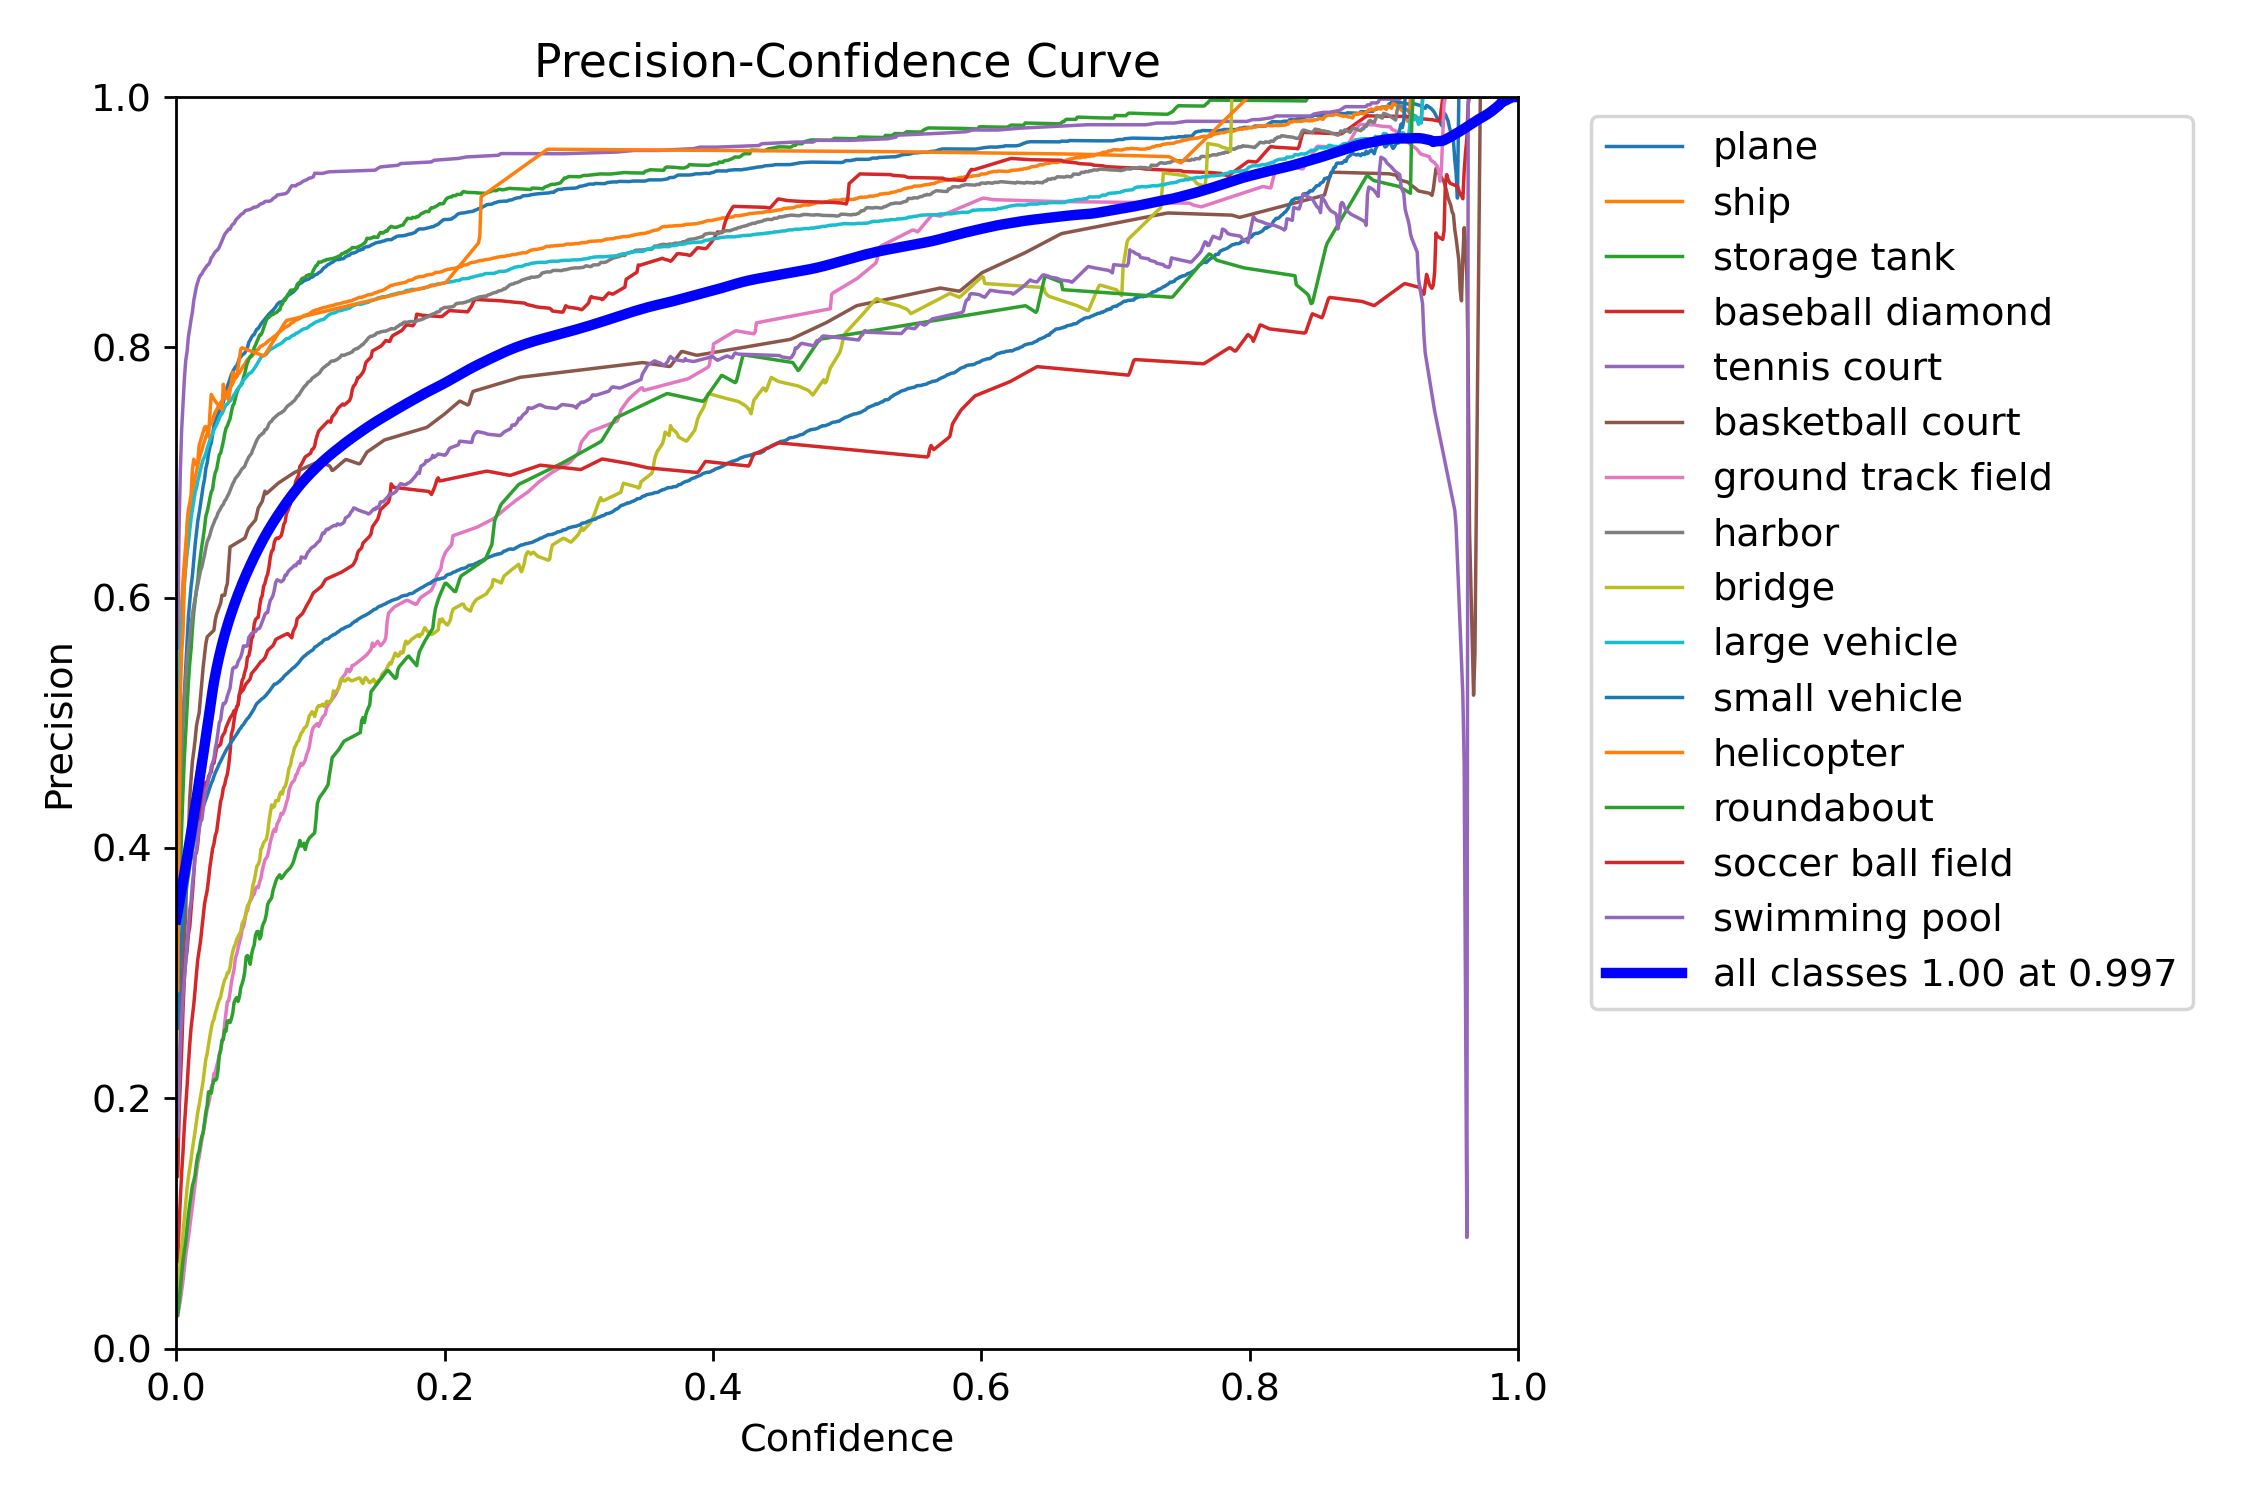 Precision-Confidence Curve
1.0
0.8
0.6
0.4
0.2
0.0
Precision
0.0 0.2 0.4 0.6 0.8 1.0
Confidence
plane
ship
storage tank
baseball diamond
tennis court
basketball court
ground track field
harbor
bridge
large vehicle
small vehicle
helicopter
roundabout
soccer ball field
swimming pool
all classes 1.00 at 0.997